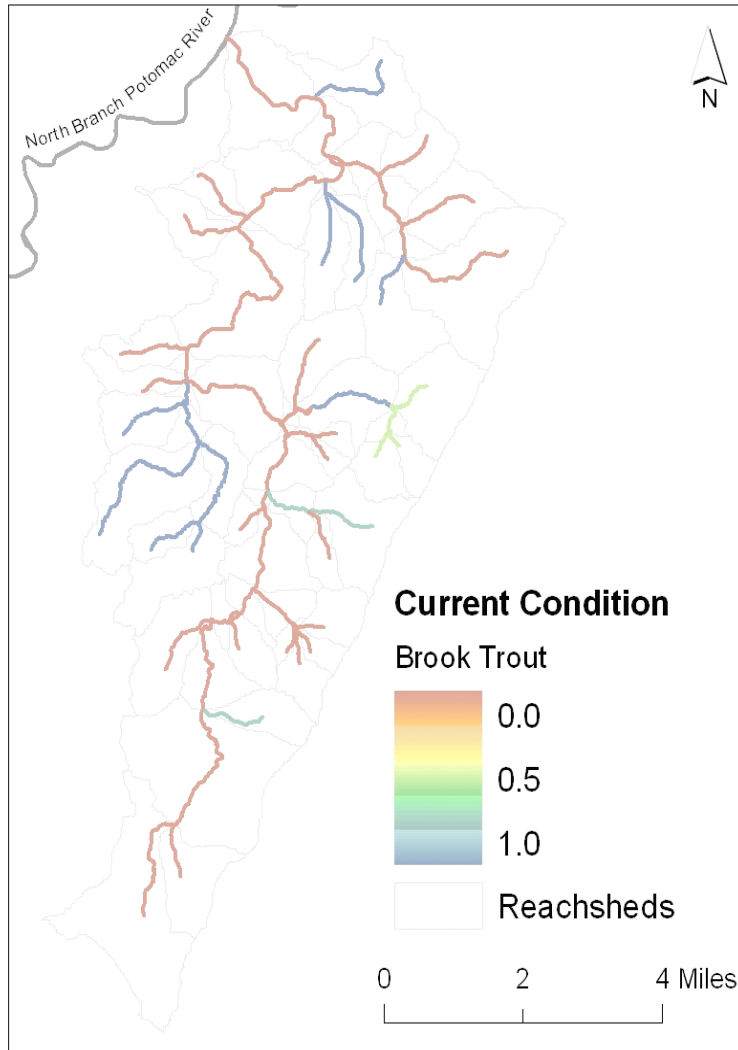 North Branch Potomac River
N
Current Condition
Brook Trout
0.0
0.5
1.0
Reachsheds
0 2 4 Miles